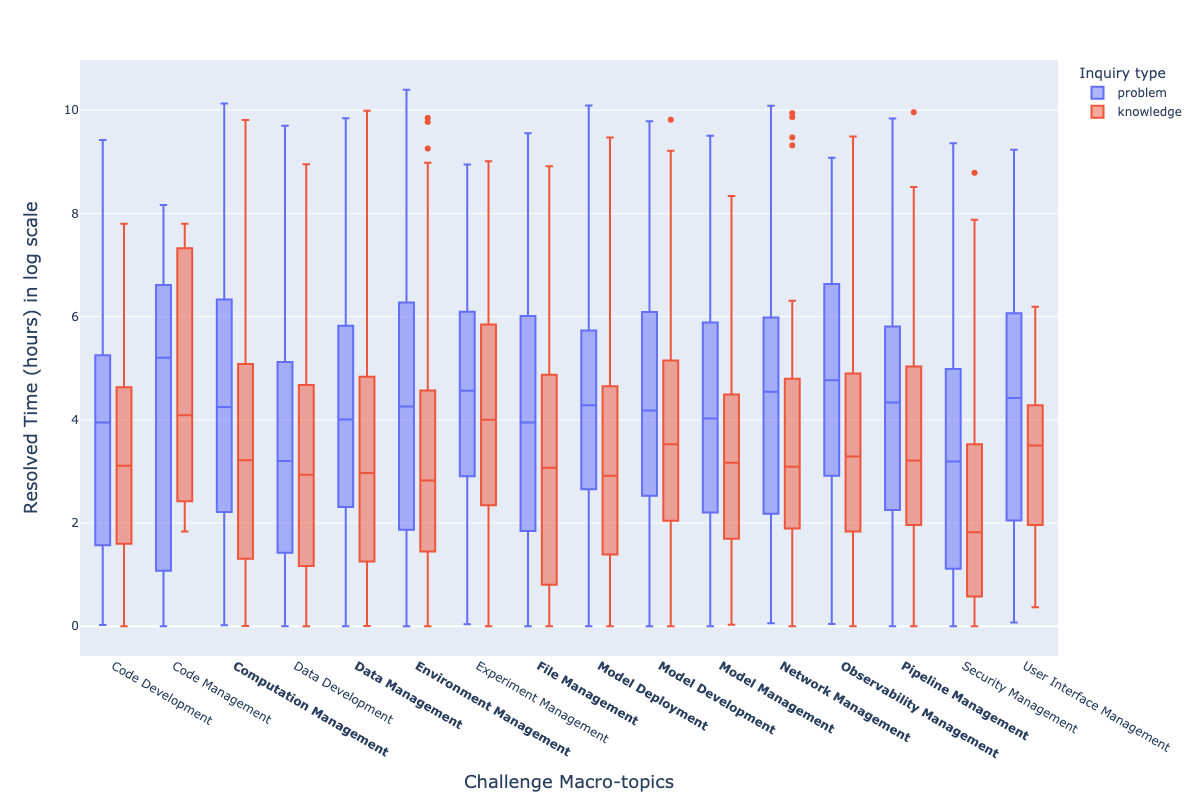 Inquiry type
problem
knowledge
Resolved Time (hours) in log scale
10
8
6
4
2
0
Code Development
Code Management
Computation Management
Data Development
Data Management
Environment Management
Experiment Management
File Management
Model Deployment
Model Development
Model Management
Network Management
Observability Management
Pipeline Management
Security Management
User Interface Management
Challenge Macro-topics